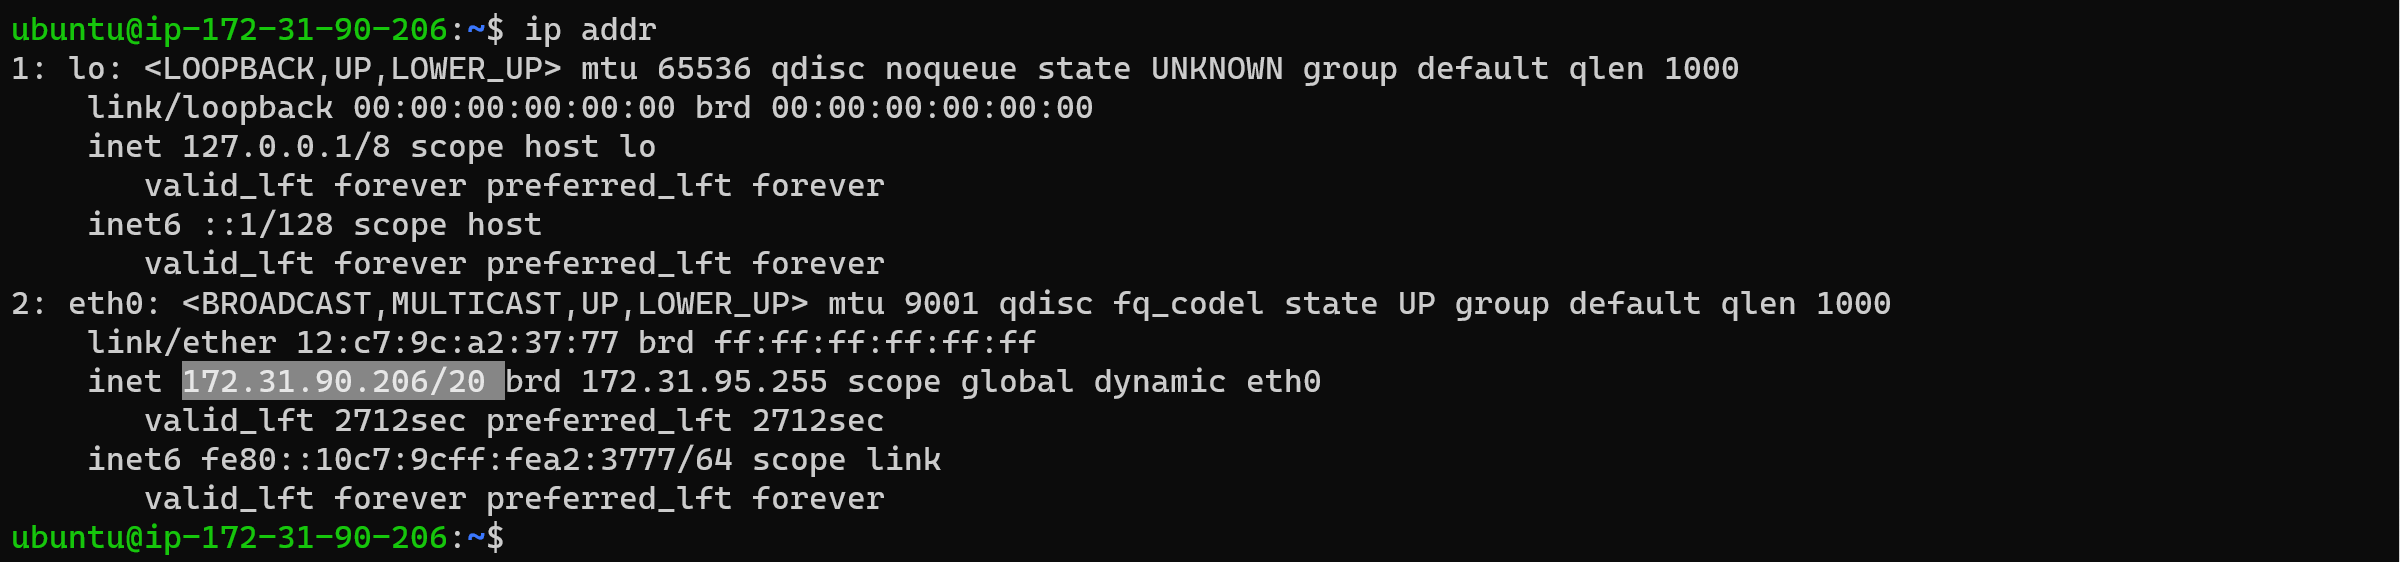 ubuntu@ip-172-31-90-206:~$ ip addr
1: lo: <LOOPBACK,UP,LOWER_UP> mtu 65536 qdisc noqueue state UNKNOWN group default qlen 1000
    link/loopback 00:00:00:00:00:00 brd 00:00:00:00:00:00
    inet 127.0.0.1/8 scope host lo
       valid_lft forever preferred_lft forever
    inet6 ::1/128 scope host
       valid_lft forever preferred_lft forever
2: eth0: <BROADCAST,MULTICAST,UP,LOWER_UP> mtu 9001 qdisc fq_codel state UP group default qlen 1000
    link/ether 12:c7:9c:a2:37:77 brd ff:ff:ff:ff:ff:ff
    inet 172.31.90.206/20 brd 172.31.95.255 scope global dynamic eth0
       valid_lft 2712sec preferred_lft 2712sec
    inet6 fe80::10c7:9cff:fea2:3777/64 scope link
       valid_lft forever preferred_lft forever
ubuntu@ip-172-31-90-206:~$